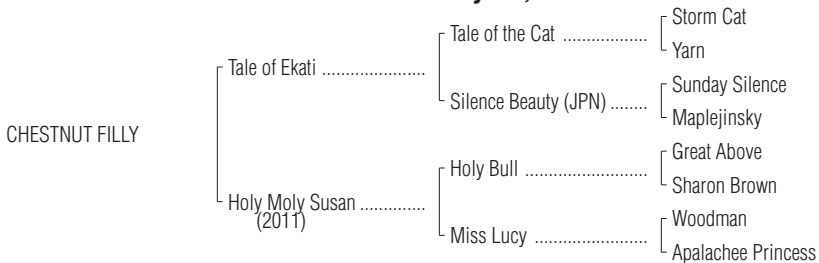 Storm Cat
Tale of the Cat ..................
Yarn
Tale of Ekati ......................
Sunday Silence
Silence Beauty (JPN) ........
Maplejinsky
CHESTNUT FILLY
Great Above
Holy Bull ..........................
Sharon Brown
Holy Moly Susan ..............
(2011)
Woodman
Miss Lucy ........................
Apalachee Princess